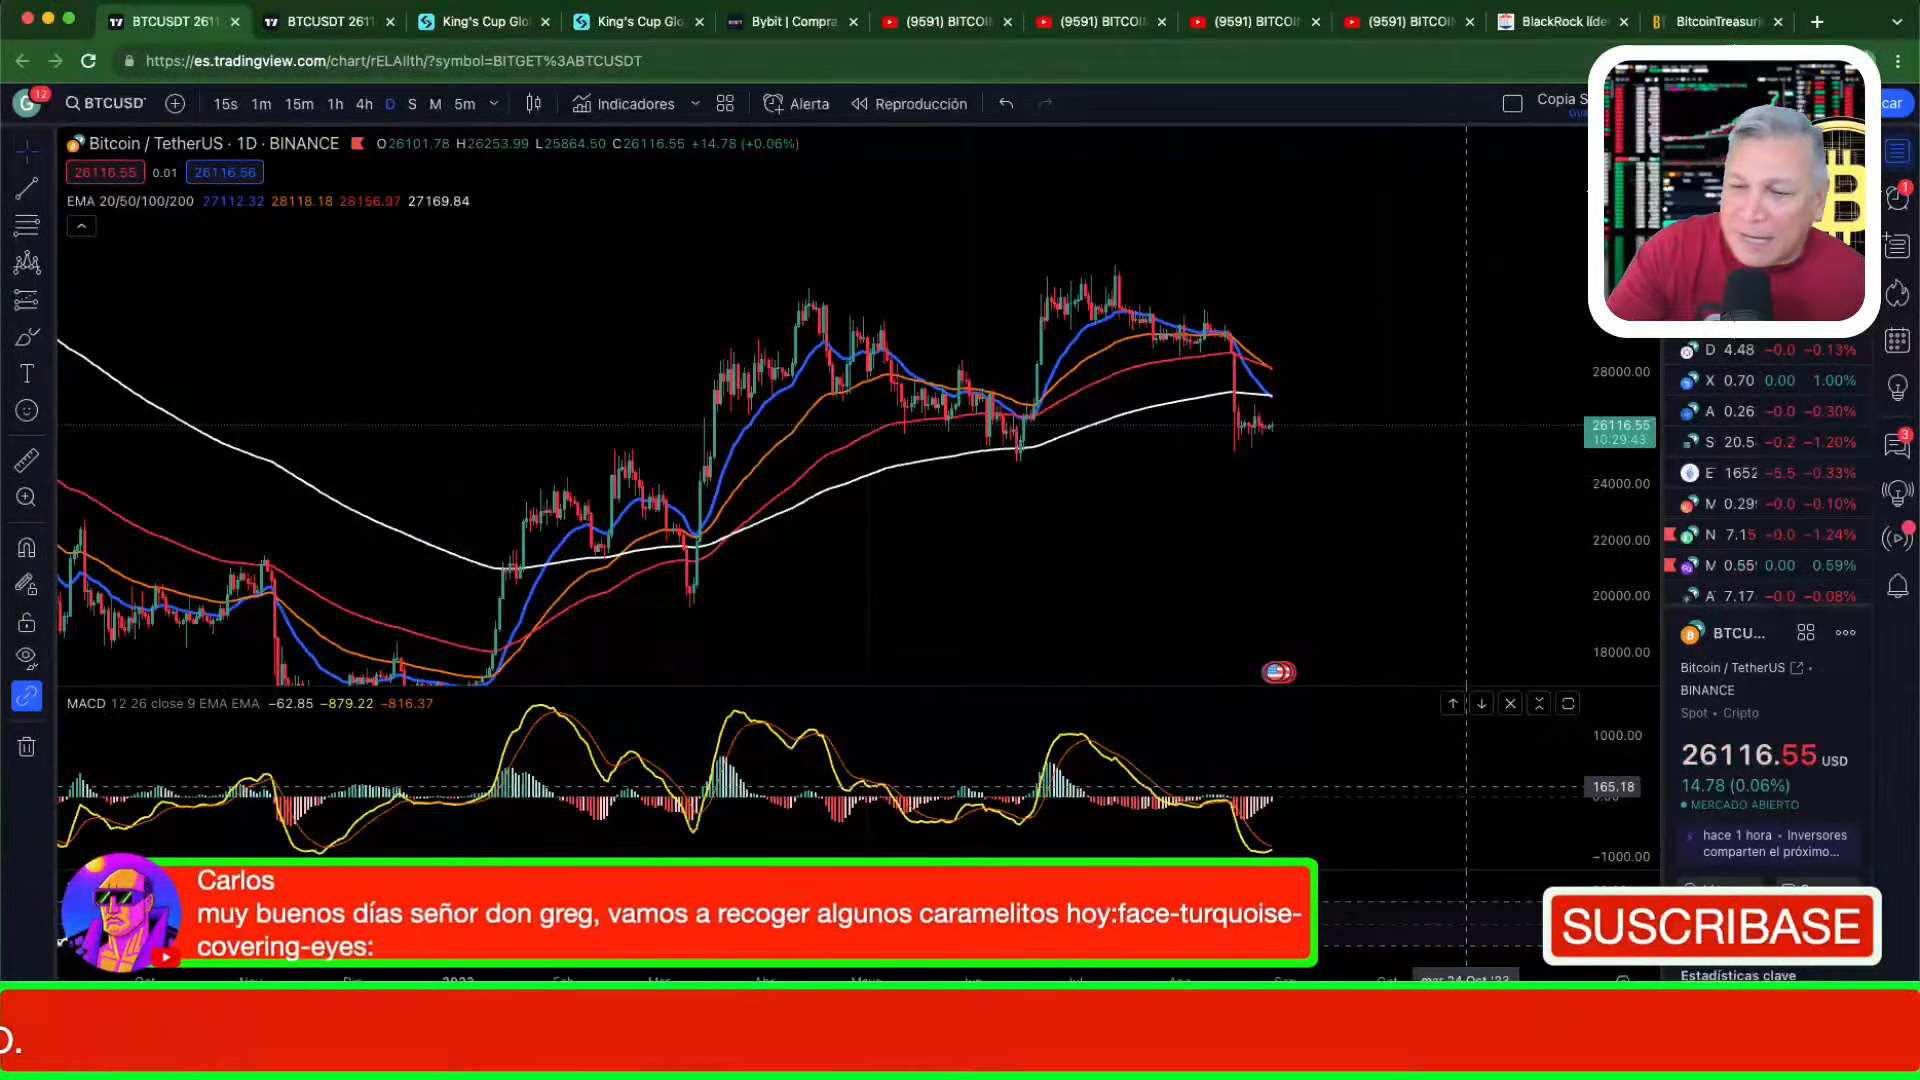 BTCUSDT 2611
BTCUSDT 2611
King's Cup Glo
King's Cup Glo
Bybit | Compra
(9591) BITCOI
(9591) BITCOI
(9591) BITCOI
(9591) BITCOI
BlackRock líde
BitcoinTreasuri
https://es.tradingview.com/chart/rELAIlth/?symbol=BITGET%3ABTCUSDT
G 12
BTCUSD
15s 1m 15m 1h 4h D S M 5m
Indicadores
Alerta
Reproducción
Copia S
car
Bitcoin / TetherUS · 1D · BINANCE
O26101.78 H26253.99 L25864.50 C26116.55 +14.78 (+0.06%)
26116.55 0.01 26116.56
EMA 20/50/100/200 27112.32 28118.18 28156.97 27169.84
28000.00
26116.55
10:29:43
24000.00
22000.00
20000.00
18000.00
D 4.48 −0.0 −0.13%
X 0.70 0.00 1.00%
A 0.26 −0.0 −0.30%
S 20.5 −0.2 −1.20%
E 1652 −5.5 −0.33%
M 0.29 −0.0 −0.10%
N 7.15 −0.0 −1.24%
M 0.55 0.00 0.59%
A 7.17 −0.0 −0.08%
1
3
BTCU...
Bitcoin / TetherUS
BINANCE
Spot • Cripto
26116.55 USD
14.78 (0.06%)
MERCADO ABIERTO
hace 1 hora • Inversores
comparten el próximo...
MACD 12 26 close 9 EMA EMA −62.85 −879.22 −816.37
1000.00
165.18
−1000.00
Carlos
muy buenos días señor don greg, vamos a recoger algunos caramelitos hoy:face-turquoise-
covering-eyes:
SUSCRIBASE
Estadísticas clave
mar 24 Oct '23
O.